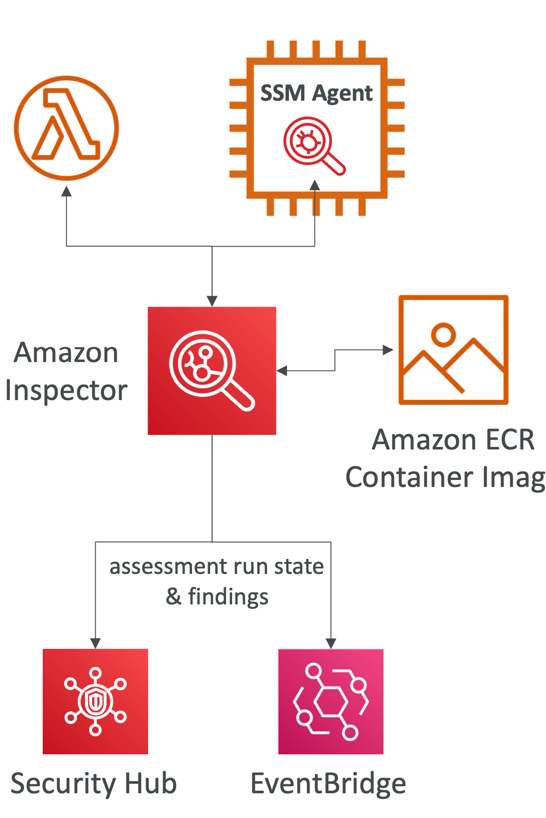 SSM Agent
Amazon
Inspector
Amazon ECR
Container Imag
assessment run state
& findings
Security Hub
EventBridge